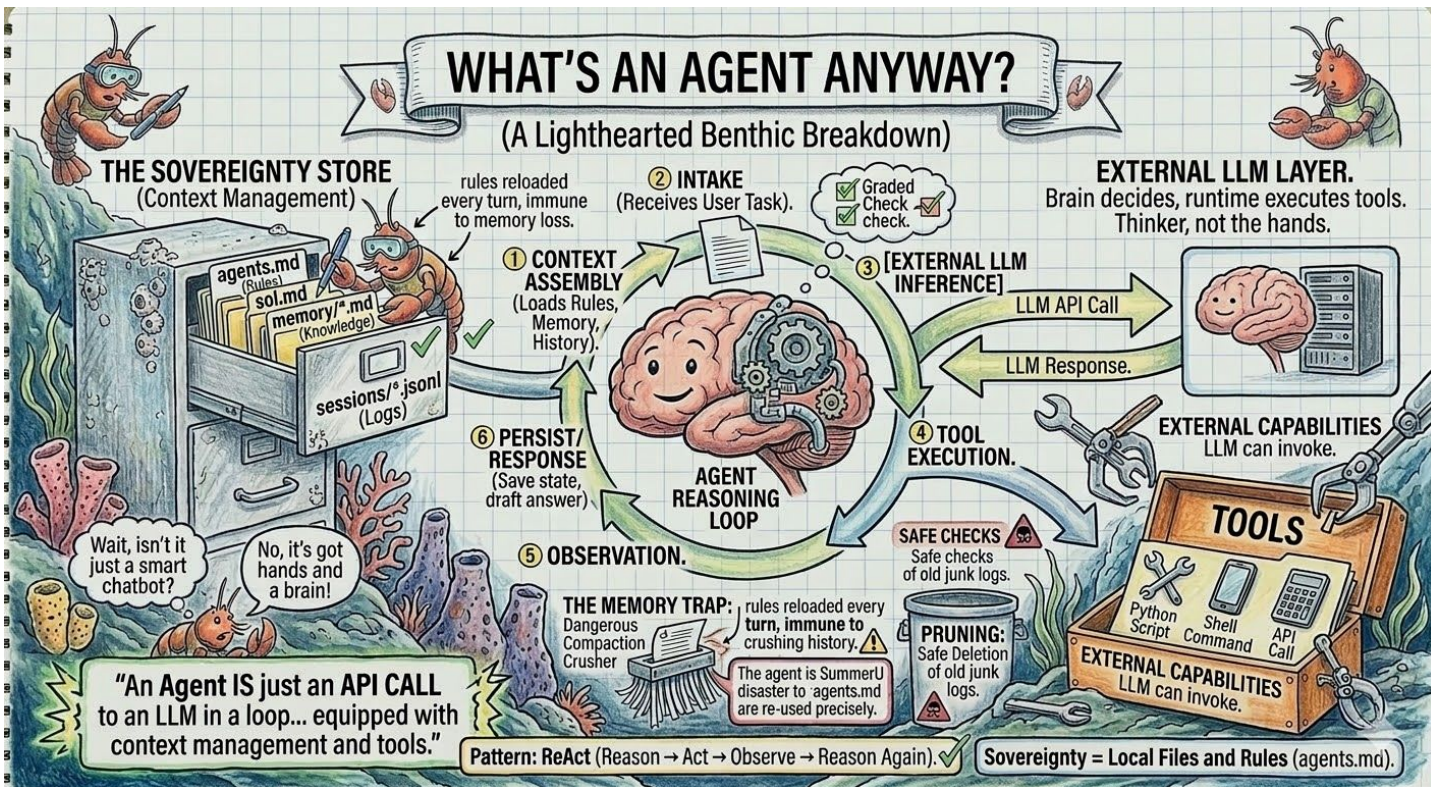 WHAT'S AN AGENT ANYWAY?
(A Lighthearted Benthic Breakdown)
THE SOVEREIGNTY STORE
(Context Management)
rules reloaded
every turn, immune
to memory loss.
agents.md
(Rules)
sol.md
memory/*.md
(Knowledge)
sessions/*.jsonl
(Logs)
1 CONTEXT
ASSEMBLY
(Loads Rules,
Memory,
History).
2 INTAKE
(Receives User Task).
Graded
Check
check.
3 [EXTERNAL LLM
INFERENCE]
EXTERNAL LLM LAYER.
Brain decides, runtime executes tools.
Thinker, not the hands.
LLM API Call
LLM Response.
AGENT
REASONING
LOOP
4 TOOL
EXECUTION.
5 OBSERVATION.
6 PERSIST/
RESPONSE
(Save state,
draft answer)
EXTERNAL CAPABILITIES
LLM can invoke.
TOOLS
Python
Script
Shell
Command
API
Call
EXTERNAL CAPABILITIES
LLM can invoke.
Wait, isn't it
just a smart
chatbot?
No, it's got
hands and
a brain!
THE MEMORY TRAP:
Dangerous
Compaction
Crusher
rules reloaded every
turn, immune to
crushing history.
The agent is SummerU
disaster to agents.md
are re-used precisely.
SAFE CHECKS
Safe checks
of old junk logs.
PRUNING:
Safe Deletion
of old junk
logs.
"An Agent IS just an API CALL
to an LLM in a loop... equipped with
context management and tools."
Pattern: ReAct (Reason → Act → Observe → Reason Again).
Sovereignty = Local Files and Rules (agents.md).